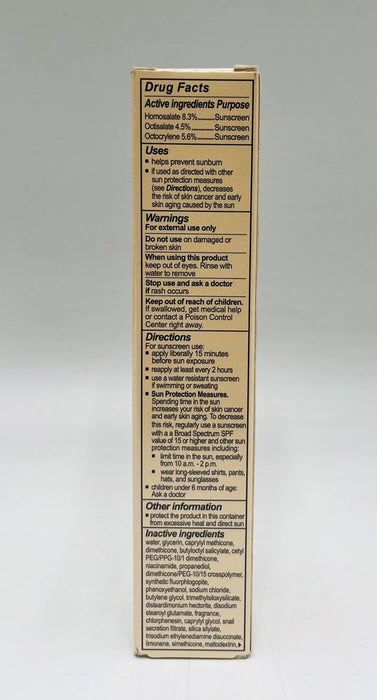 Drug Facts
Active ingredients Purpose
Homosalate 8.3%..........Sunscreen
Octisalate 4.5%..........Sunscreen
Octocrylene 5.6%..........Sunscreen
Uses
▪ helps prevent sunburn
▪ if used as directed with other
sun protection measures
(see Directions), decreases
the risk of skin cancer and early
skin aging caused by the sun
Warnings
For external use only
Do not use on damaged or
broken skin
When using this product
keep out of eyes. Rinse with
water to remove
Stop use and ask a doctor
If rash occurs
Keep out of reach of children.
If swallowed, get medical help
or contact a Poison Control
Center right away.
Directions
For sunscreen use:
▪ apply liberally 15 minutes
before sun exposure
▪ reapply at least every 2 hours
▪ use a water resistant sunscreen
if swimming or sweating
▪ Sun Protection Measures.
Spending time in the sun
increases your risk of skin cancer
and early skin aging. To decrease
this risk, regularly use a sunscreen
with a a Broad Spectrum SPF
value of 15 or higher and other sun
protection measures including:
▪ limit time in the sun, especially
from 10 a.m. - 2 p.m.
▪ wear long-sleeved shirts, pants,
hats, and sunglasses
▪ children under 6 months of age:
Ask a doctor
Other information
▪ protect the product in this container
from excessive heat and direct sun
Inactive ingredients
water, glycerin, caprylyl methicone,
dimethicone, butyloctyl salicylate, cetyl
PEG/PPG-10/1 dimethicone,
niacinamide, propanediol,
dimethicone/PEG-10/15 crosspolymer,
synthetic fluorphlogopite,
phenoxyethanol, sodium chloride,
butylene glycol, trimethylsiloxysilicate,
disteardimonium hectorite, disodium
stearoyl glutamate, fragrance,
chlorphenesin, caprylyl glycol, snail
secretion filtrate, silica silylate,
trisodium ethylenediamine disuccinate,
limonene, simethicone, maltodextrin,